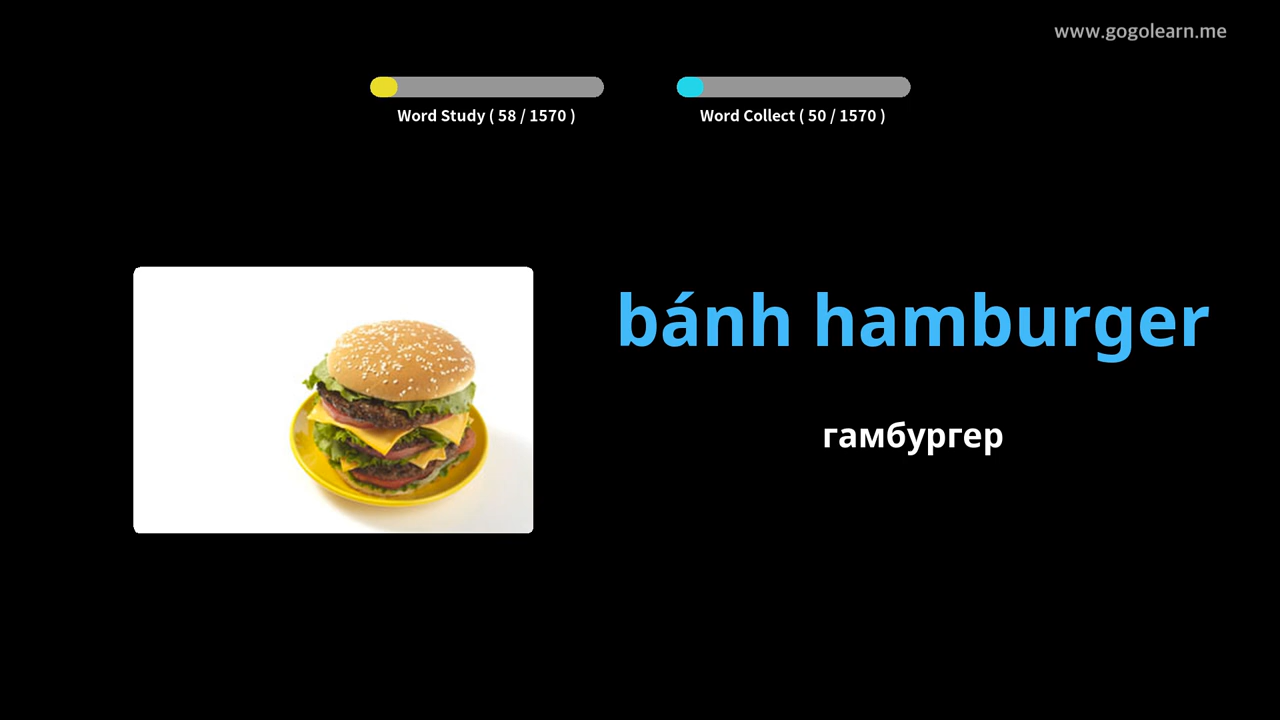 www.gogolearn.me
Word Study ( 58 / 1570 )
Word Collect ( 50 / 1570 )
bánh hamburger
гамбургер